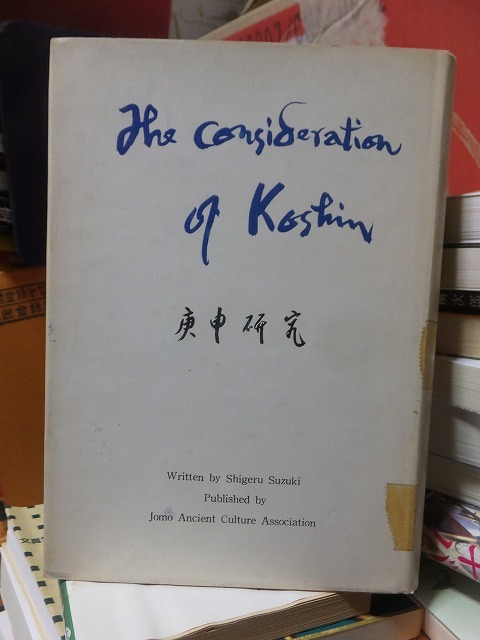 The Consideration
of Koshin
庚申研究
Written by Shigeru Suzuki
Published by
Jomo Ancient Culture Association